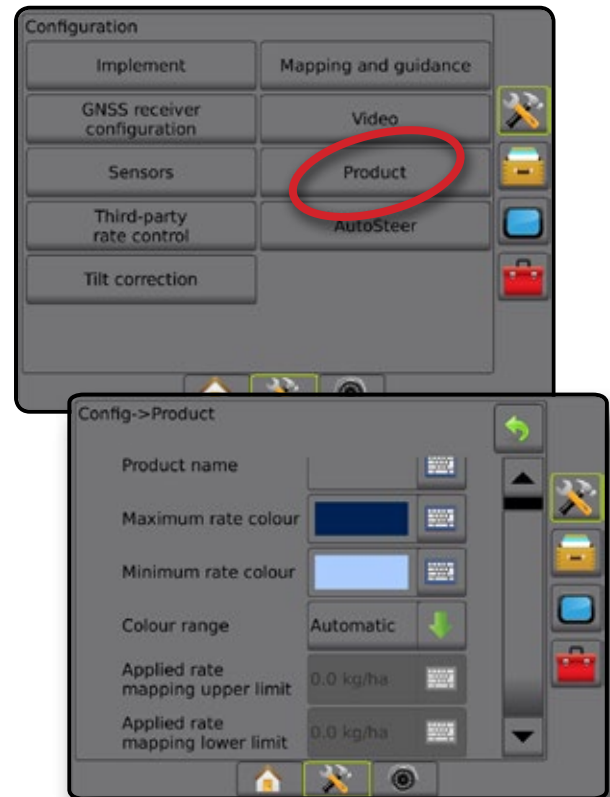 Configuration
Implement
Mapping and guidance
GNSS receiver
configuration
Video
Sensors
Product
Third-party
rate control
AutoSteer
Tilt correction
Config->Product
Product name
Maximum rate colour
Minimum rate colour
Colour range
Automatic
Applied rate
mapping upper limit
0.0 kg/ha
Applied rate
mapping lower limit
0.0 kg/ha